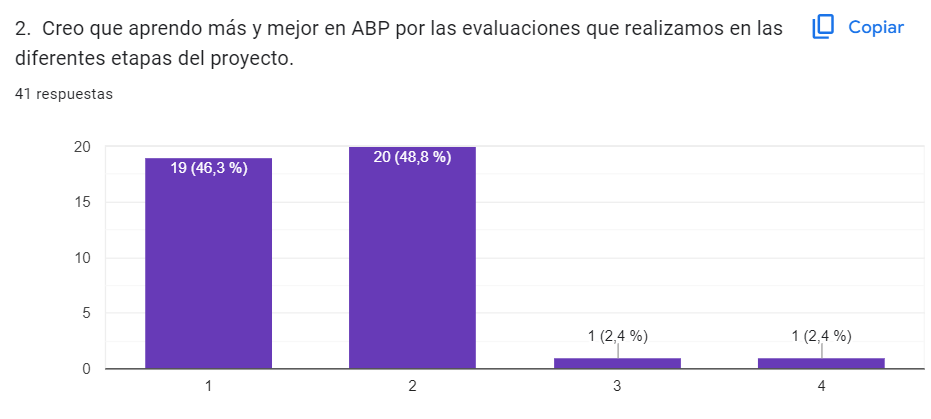 2.  Creo que aprendo más y mejor en ABP por las evaluaciones que realizamos en las
diferentes etapas del proyecto.
Copiar
41 respuestas
20
15
10
5
0
19 (46,3 %)
20 (48,8 %)
1 (2,4 %)
1 (2,4 %)
1
2
3
4